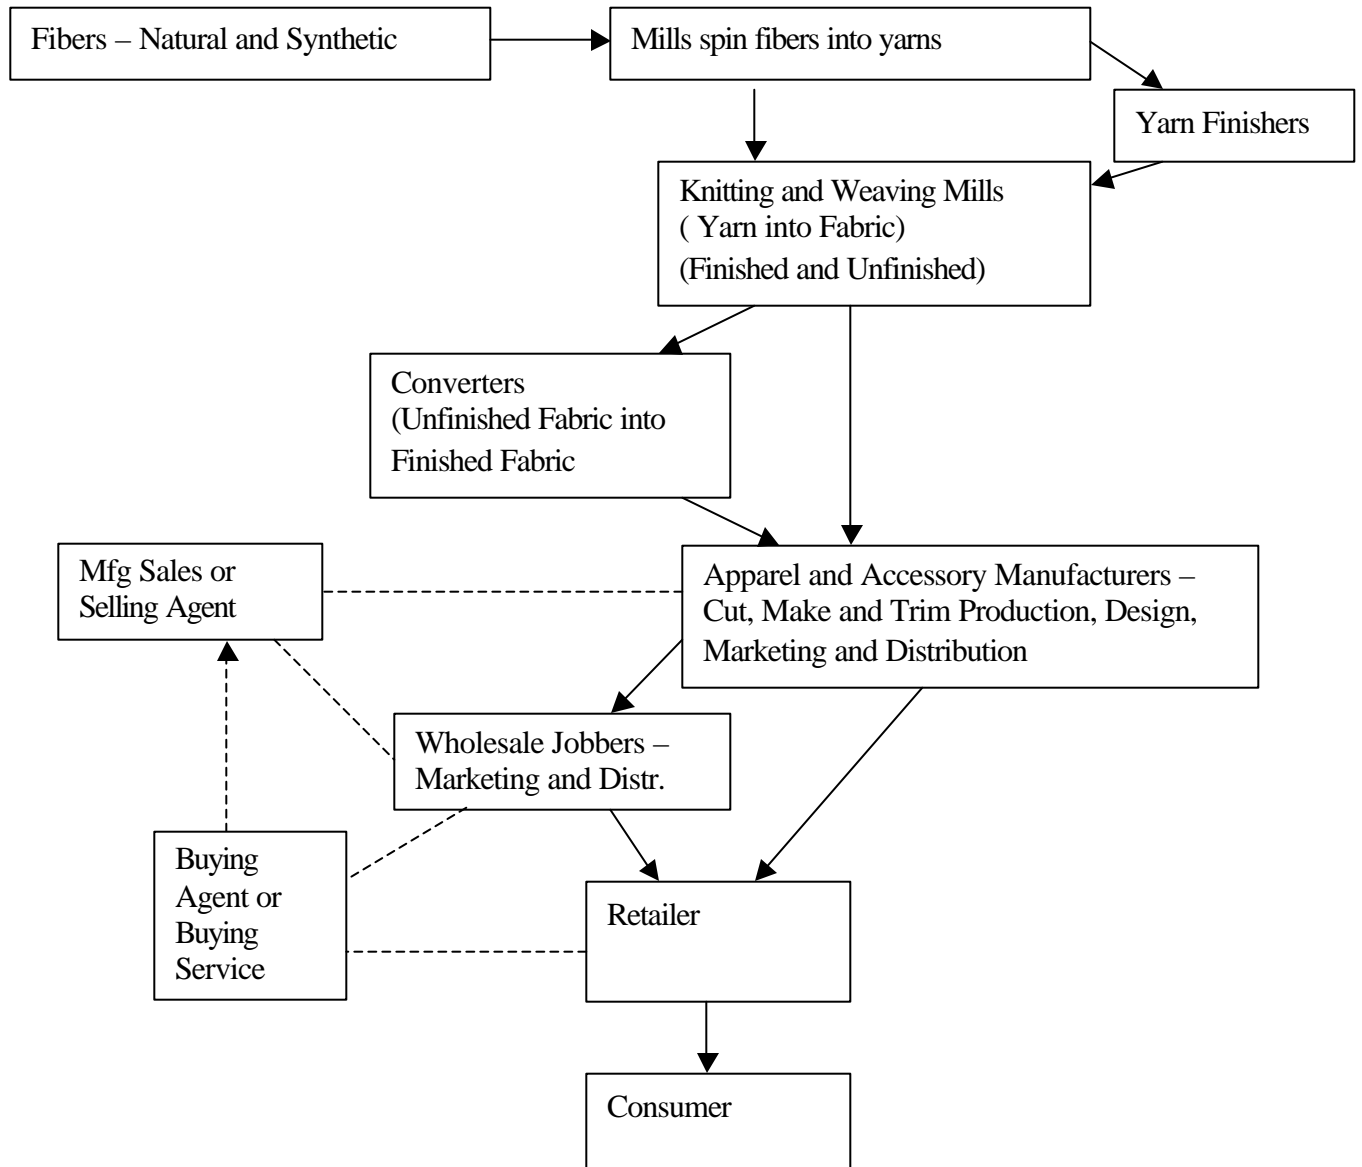 Fibers – Natural and Synthetic
Mills spin fibers into yarns
Yarn Finishers
Knitting and Weaving Mills
( Yarn into Fabric)
(Finished and Unfinished)
Converters
(Unfinished Fabric into
Finished Fabric
Mfg Sales or
Selling Agent
Apparel and Accessory Manufacturers –
Cut, Make and Trim Production, Design,
Marketing and Distribution
Wholesale Jobbers –
Marketing and Distr.
Buying
Agent or
Buying
Service
Retailer
Consumer